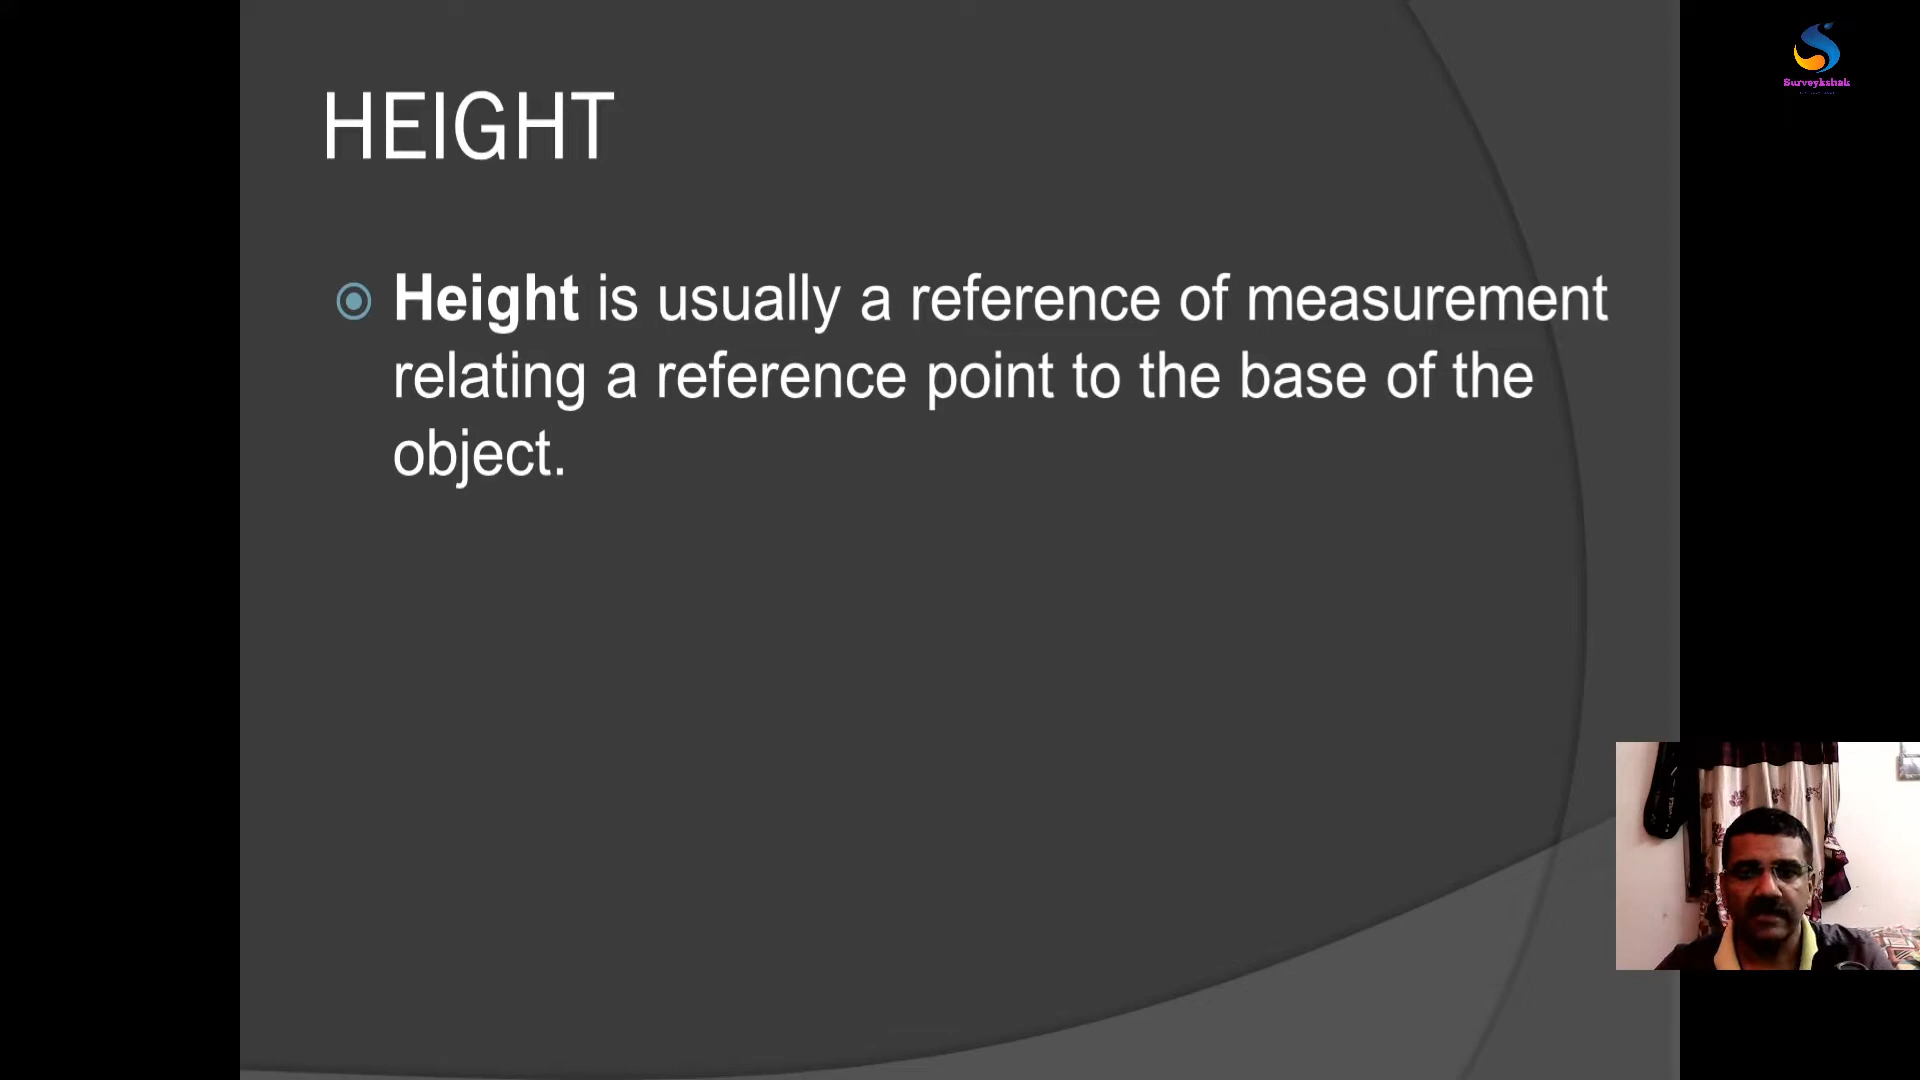 Surveykshak
HEIGHT
Height is usually a reference of measurement
relating a reference point to the base of the
object.